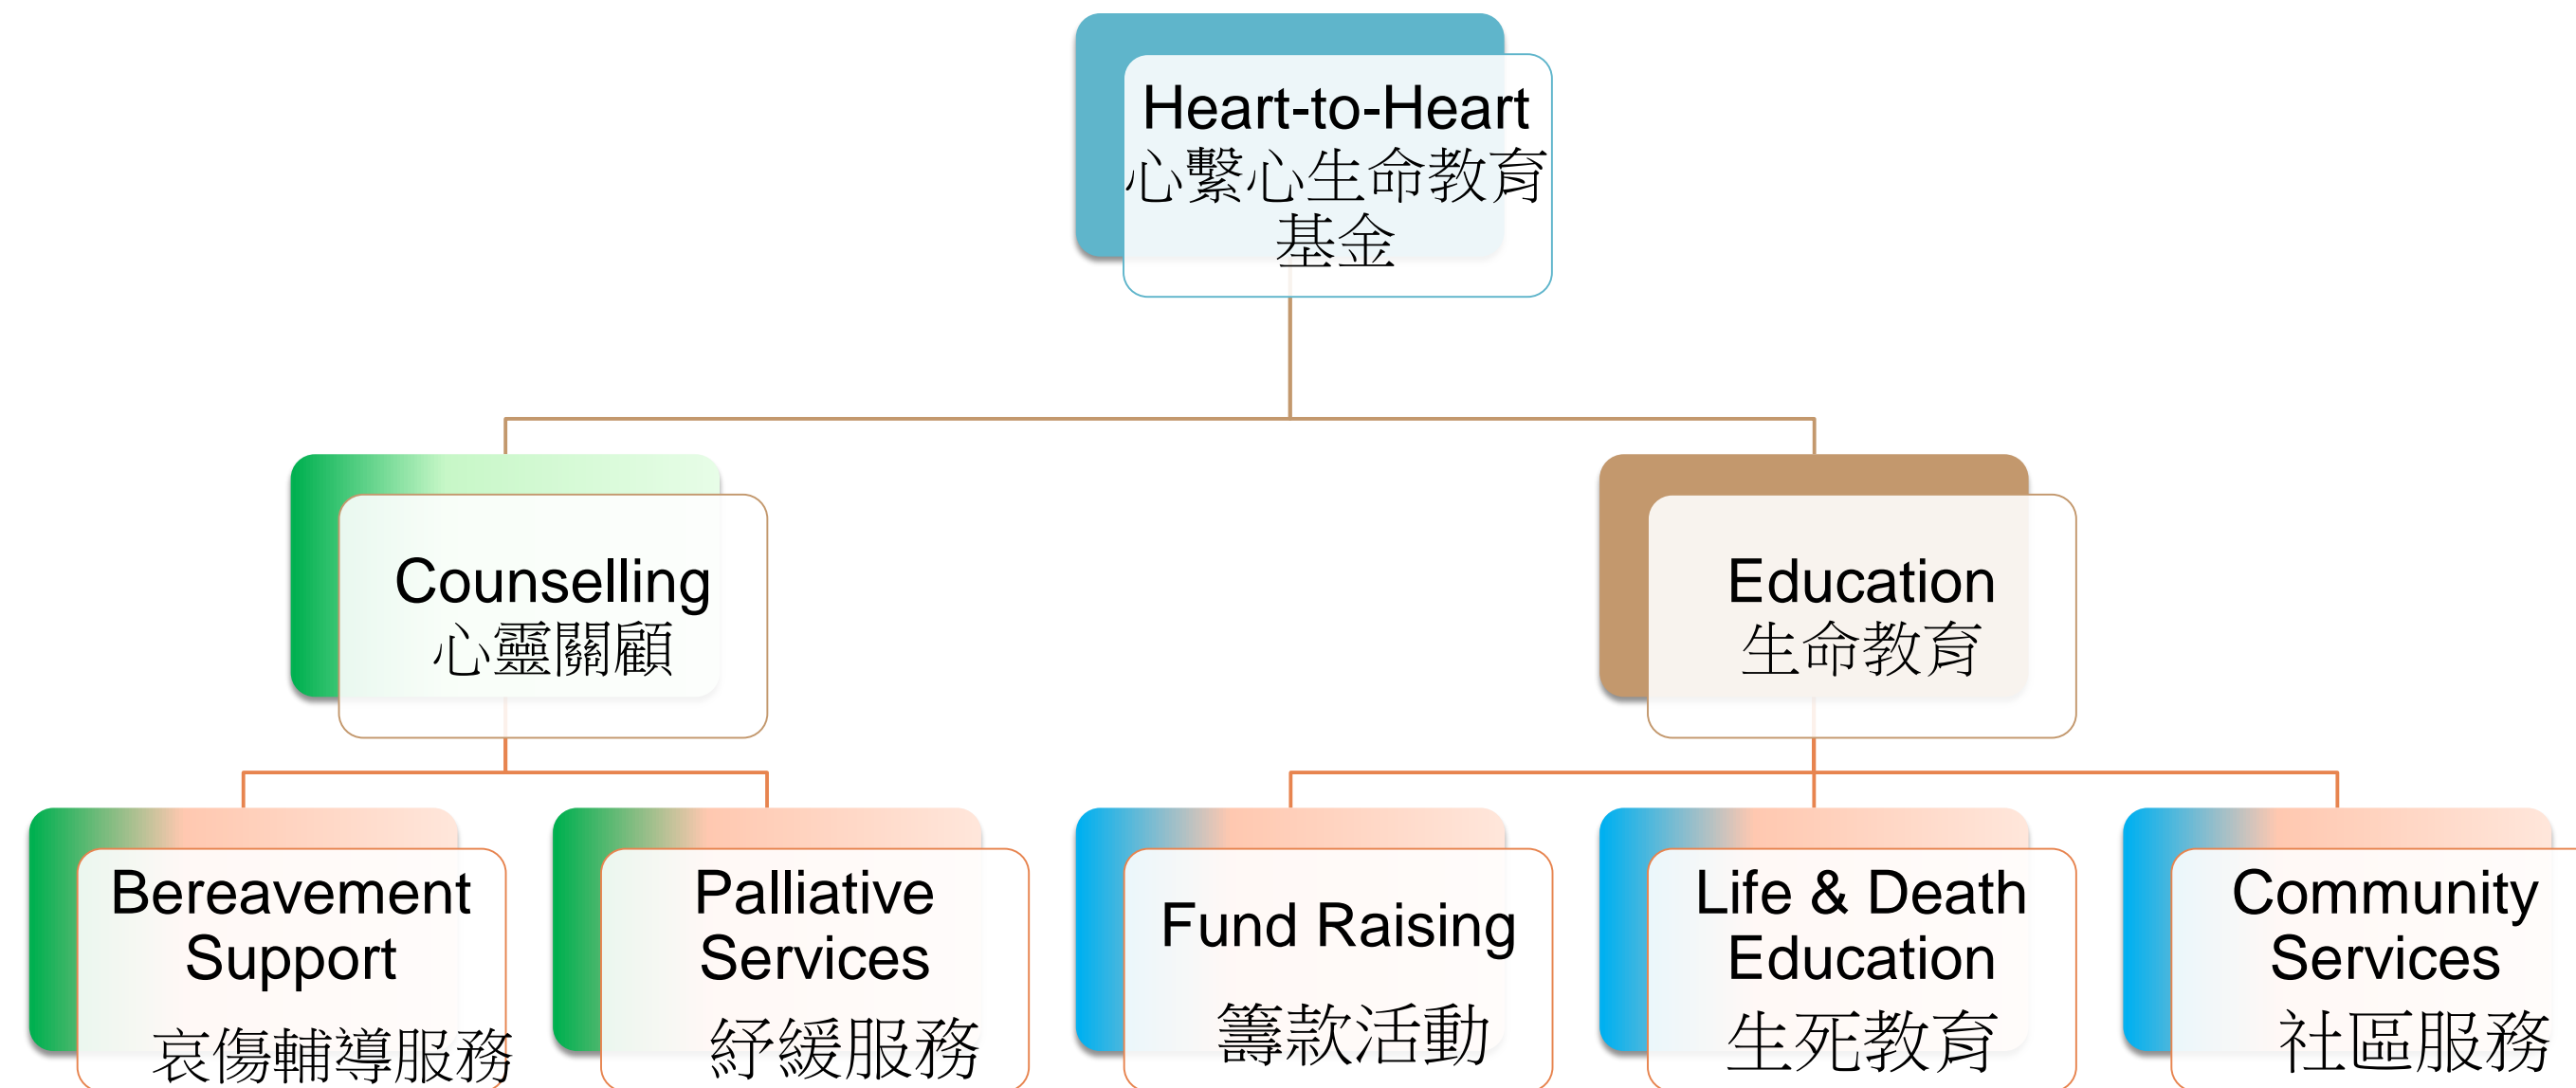 Heart-to-Heart
心繫心生命教育
基金
Counselling
心靈關顧
Education
生命教育
Bereavement
Support
哀傷輔導服務
Palliative
Services
紓緩服務
Fund Raising
籌款活動
Life & Death
Education
生死教育
Community
Services
社區服務